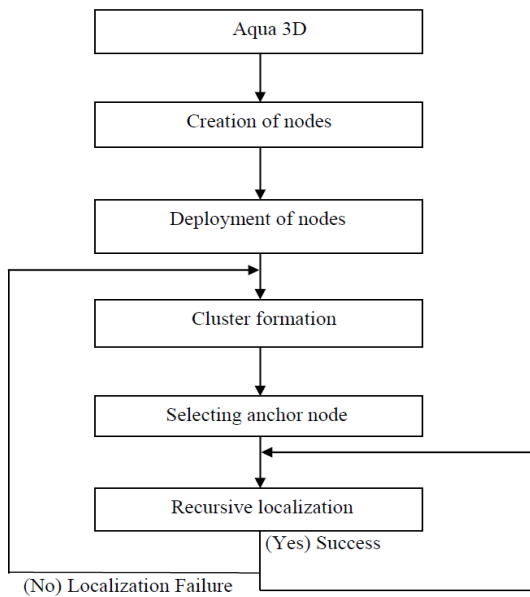 Aqua 3D
Creation of nodes
Deployment of nodes
Cluster formation
Selecting anchor node
Recursive localization
(Yes) Success
(No) Localization Failure